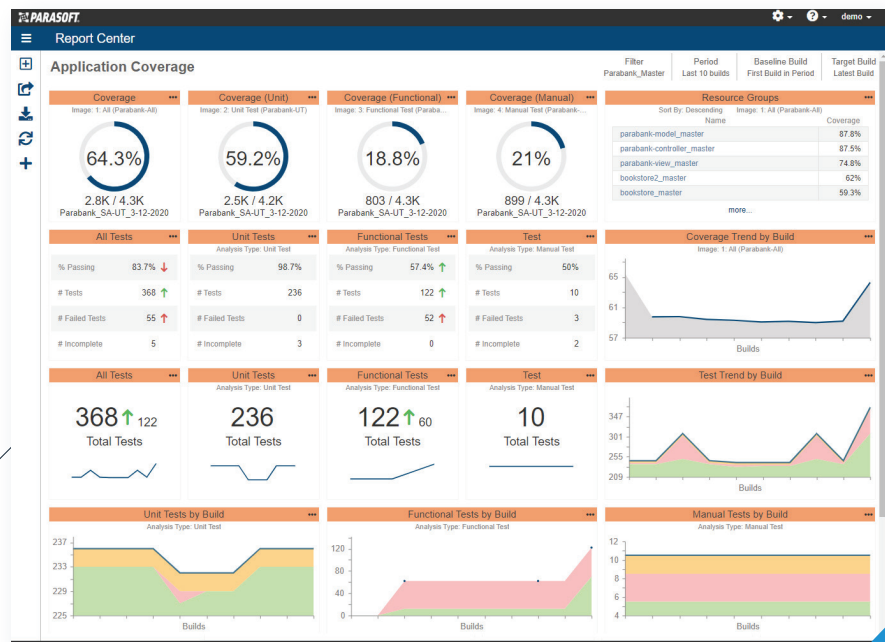 PARASOFT.
demo
Report Center
Application Coverage
Filter
Parabank_Master
Period
Last 10 builds
Baseline Build
First Build in Period
Target Build
Latest Build
Coverage
Image: 1: All (Parabank-All)
64.3%
2.8K / 4.3K
Parabank_SA-UT_3-12-2020
Coverage (Unit)
Image: 2: Unit Test (Parabank-UT)
59.2%
2.5K / 4.2K
Parabank_SA-UT_3-12-2020
Coverage (Functional)
Image: 3: Functional Test (Paraba...
18.8%
803 / 4.3K
Parabank_SA-UT_3-12-2020
Coverage (Manual)
Image: 4: Manual Test (Parabank-...
21%
899 / 4.3K
Parabank_SA-UT_3-12-2020
Resource Groups
Sort By: Descending Image: 1: All (Parabank-All)
Name Coverage
parabank-model_master 87.8%
parabank-controller_master 87.5%
parabank-view_master 74.8%
bookstore2_master 62%
bookstore_master 59.3%
more...
All Tests
% Passing 83.7%
# Tests 368
# Failed Tests 55
# Incomplete 5
Unit Tests
Analysis Type: Unit Test
% Passing 98.7%
# Tests 236
# Failed Tests 0
# Incomplete 3
Functional Tests
Analysis Type: Functional Test
% Passing 57.4%
# Tests 122
# Failed Tests 52
# Incomplete 0
Test
Analysis Type: Manual Test
% Passing 50%
# Tests 10
# Failed Tests 3
# Incomplete 2
Coverage Trend by Build
Image: 1: All (Parabank-All)
65
61
57
Builds
All Tests
368 122
Total Tests
Unit Tests
Analysis Type: Unit Test
236
Total Tests
Functional Tests
Analysis Type: Functional Test
122 60
Total Tests
Test
Analysis Type: Manual Test
10
Total Tests
Test Trend by Build
347
301
255
209
Builds
Unit Tests by Build
Analysis Type: Unit Test
237
233
229
225
Builds
Functional Tests by Build
Analysis Type: Functional Test
120
80
40
0
Builds
Manual Tests by Build
Analysis Type: Manual Test
12
10
8
6
4
Builds